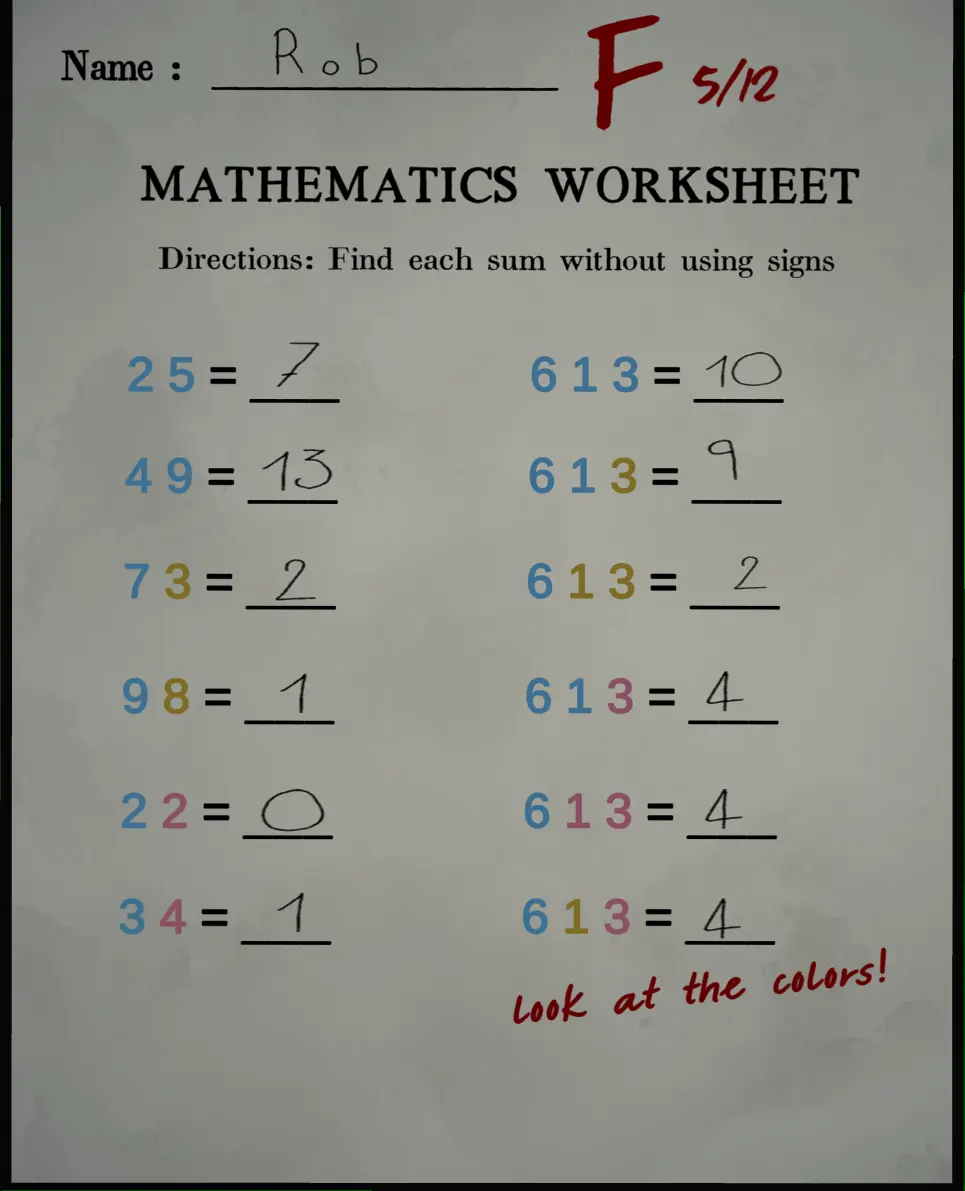 Name : Rob F 5/12
MATHEMATICS WORKSHEET
Directions: Find each sum without using signs
2 5 = 7
4 9 = 13
7 3 = 2
9 8 = 1
2 2 = 0
3 4 = 1
6 1 3 = 10
6 1 3 = 9
6 1 3 = 2
6 1 3 = 4
6 1 3 = 4
6 1 3 = 4
Look at the colors!